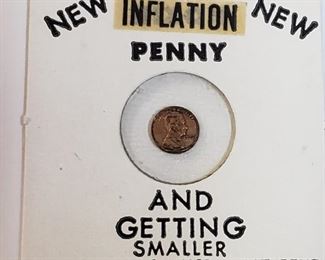 NEW INFLATION NEW
PENNY
AND
GETTING
SMALLER